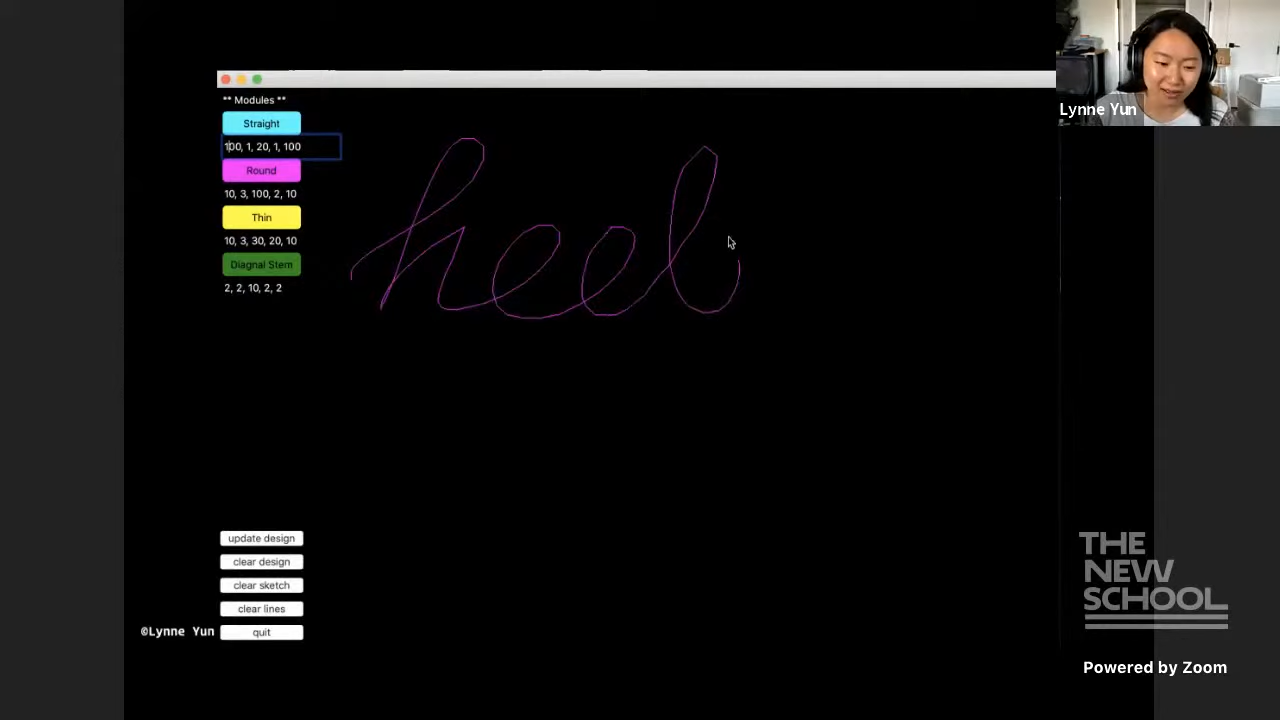 ** Modules **
Straight
100, 1, 20, 1, 100
Round
10, 3, 100, 2, 10
Thin
10, 3, 30, 20, 10
Diagnal Stem
2, 2, 10, 2, 2
heel
update design
clear design
clear sketch
clear lines
quit
©Lynne Yun
Lynne Yun
THE
NEW
SCHOOL
Powered by Zoom